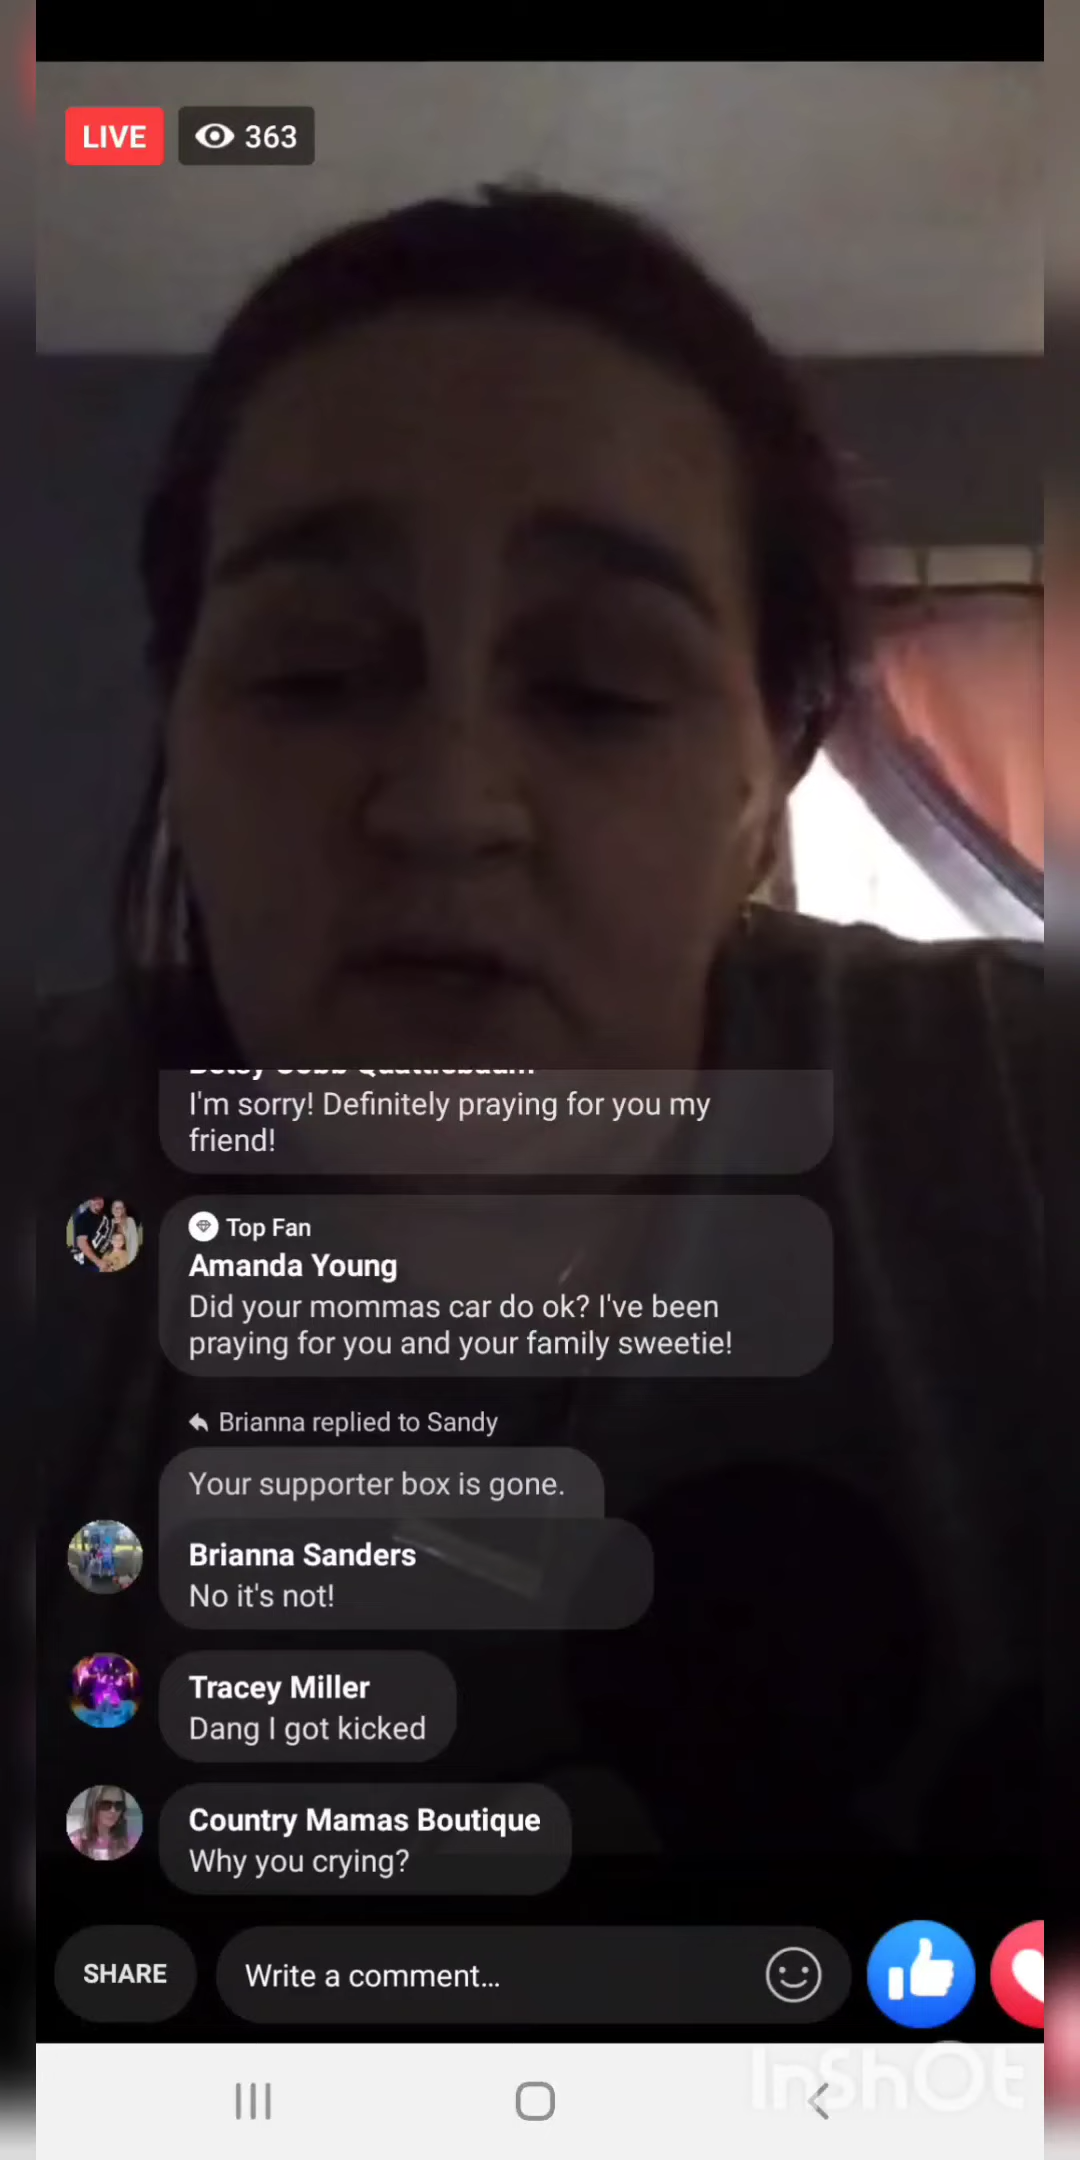 LIVE
363
I'm sorry! Definitely praying for you my
friend!
Top Fan
Amanda Young
Did your mommas car do ok? I've been
praying for you and your family sweetie!
Brianna replied to Sandy
Your supporter box is gone.
Brianna Sanders
No it's not!
Tracey Miller
Dang I got kicked
Country Mamas Boutique
Why you crying?
SHARE
Write a comment...
InShOt